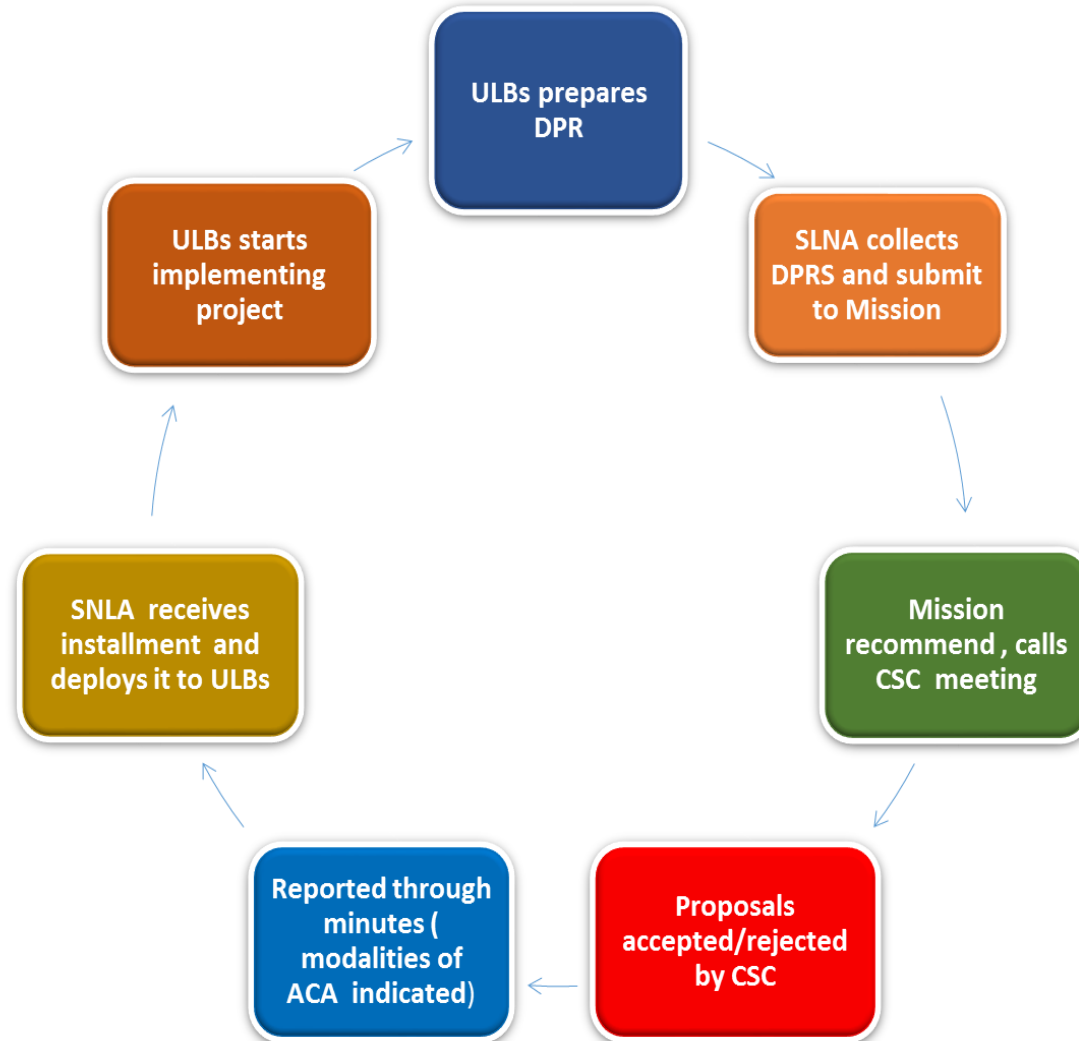 ULBs prepares
DPR
SLNA collects
DPRS and submit
to Mission
Mission
recommend , calls
CSC  meeting
Proposals
accepted/rejected
by CSC
Reported through
minutes (
modalities of
ACA  indicated)
SNLA  receives
installment  and
deploys it to ULBs
ULBs starts
implementing
project